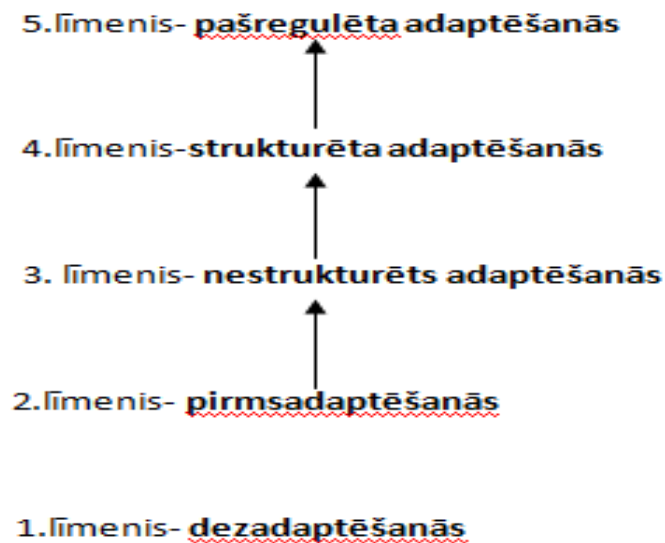 5.līmenis- pašregulēta adaptēšanās
4.līmenis-strukturēta adaptēšanās
3. līmenis- nestrukturēts adaptēšanās
2.līmenis- pirmsadaptēšanās
1.līmenis- dezadaptēšanās